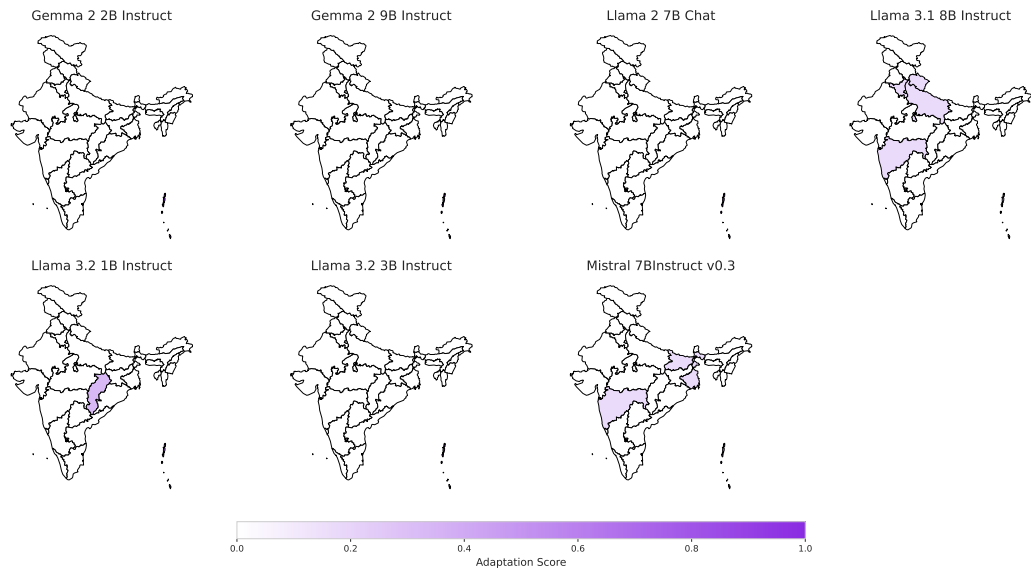 Gemma 2 2B Instruct
Gemma 2 9B Instruct
Llama 2 7B Chat
Llama 3.1 8B Instruct
Llama 3.2 1B Instruct
Llama 3.2 3B Instruct
Mistral 7BInstruct v0.3
0.0 0.2 0.4 0.6 0.8 1.0
Adaptation Score